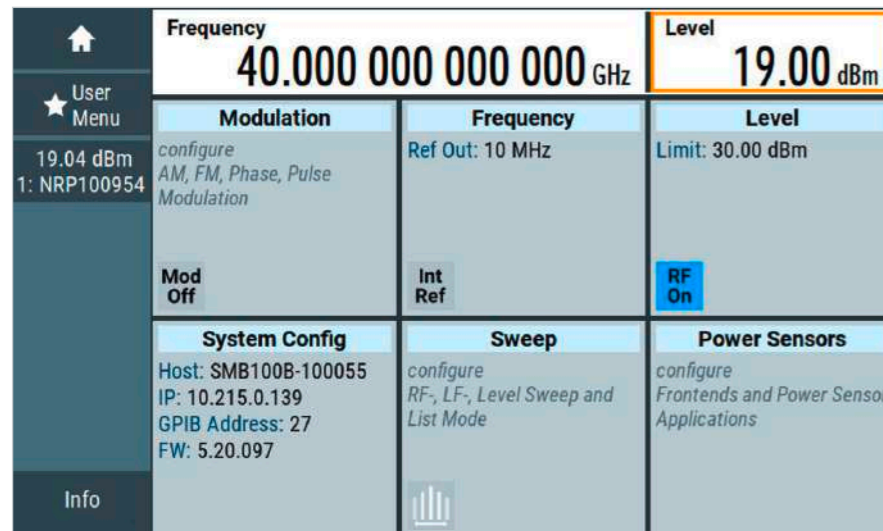 Frequency
40.000 000 000 000 GHz
Level
19.00 dBm
User
Menu
19.04 dBm
1: NRP100954
Info
Modulation
configure
AM, FM, Phase, Pulse
Modulation
Mod
Off
Frequency
Ref Out: 10 MHz
Int
Ref
Level
Limit: 30.00 dBm
RF
On
System Config
Host: SMB100B-100055
IP: 10.215.0.139
GPIB Address: 27
FW: 5.20.097
Sweep
configure
RF-, LF-, Level Sweep and
List Mode
Power Sensors
configure
Frontends and Power Sensor
Applications